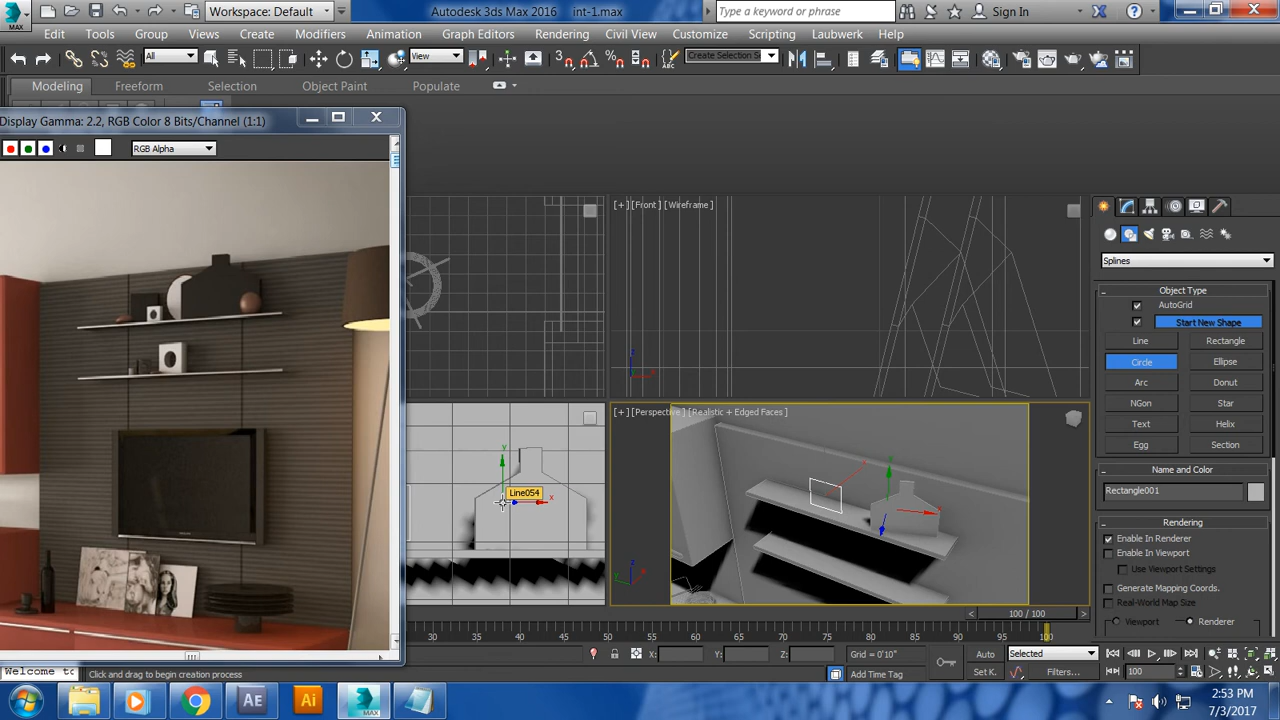 MAX
Workspace: Default
Autodesk 3ds Max 2016 int-1.max
Type a keyword or phrase
Sign In
Edit Tools Group Views Create Modifiers Animation Graph Editors Rendering Civil View Customize Scripting Laubwerk Help
All
View
Create Selection Se
Modeling Freeform Selection Object Paint Populate
Display Gamma: 2.2, RGB Color 8 Bits/Channel (1:1)
RGB Alpha
[+] [Front] [Wireframe]
[+] [Perspective] [Realistic + Edged Faces]
Line054
Splines
Object Type
AutoGrid
Start New Shape
Line Rectangle
Circle Ellipse
Arc Donut
NGon Star
Text Helix
Egg Section
Name and Color
Rectangle001
Rendering
Enable In Renderer
Enable In Viewport
Use Viewport Settings
Generate Mapping Coords.
Real-World Map Size
Viewport Renderer
100 / 100
30 35 40 45 50 55 60 65 70 75 80 85 90 95 100
X: Y: Z: Grid = 0'10" Auto Selected
Welcome to Click and drag to begin creation process Add Time Tag Set K. Filters... 100
AE Ai MAX
2:53 PM
7/3/2017